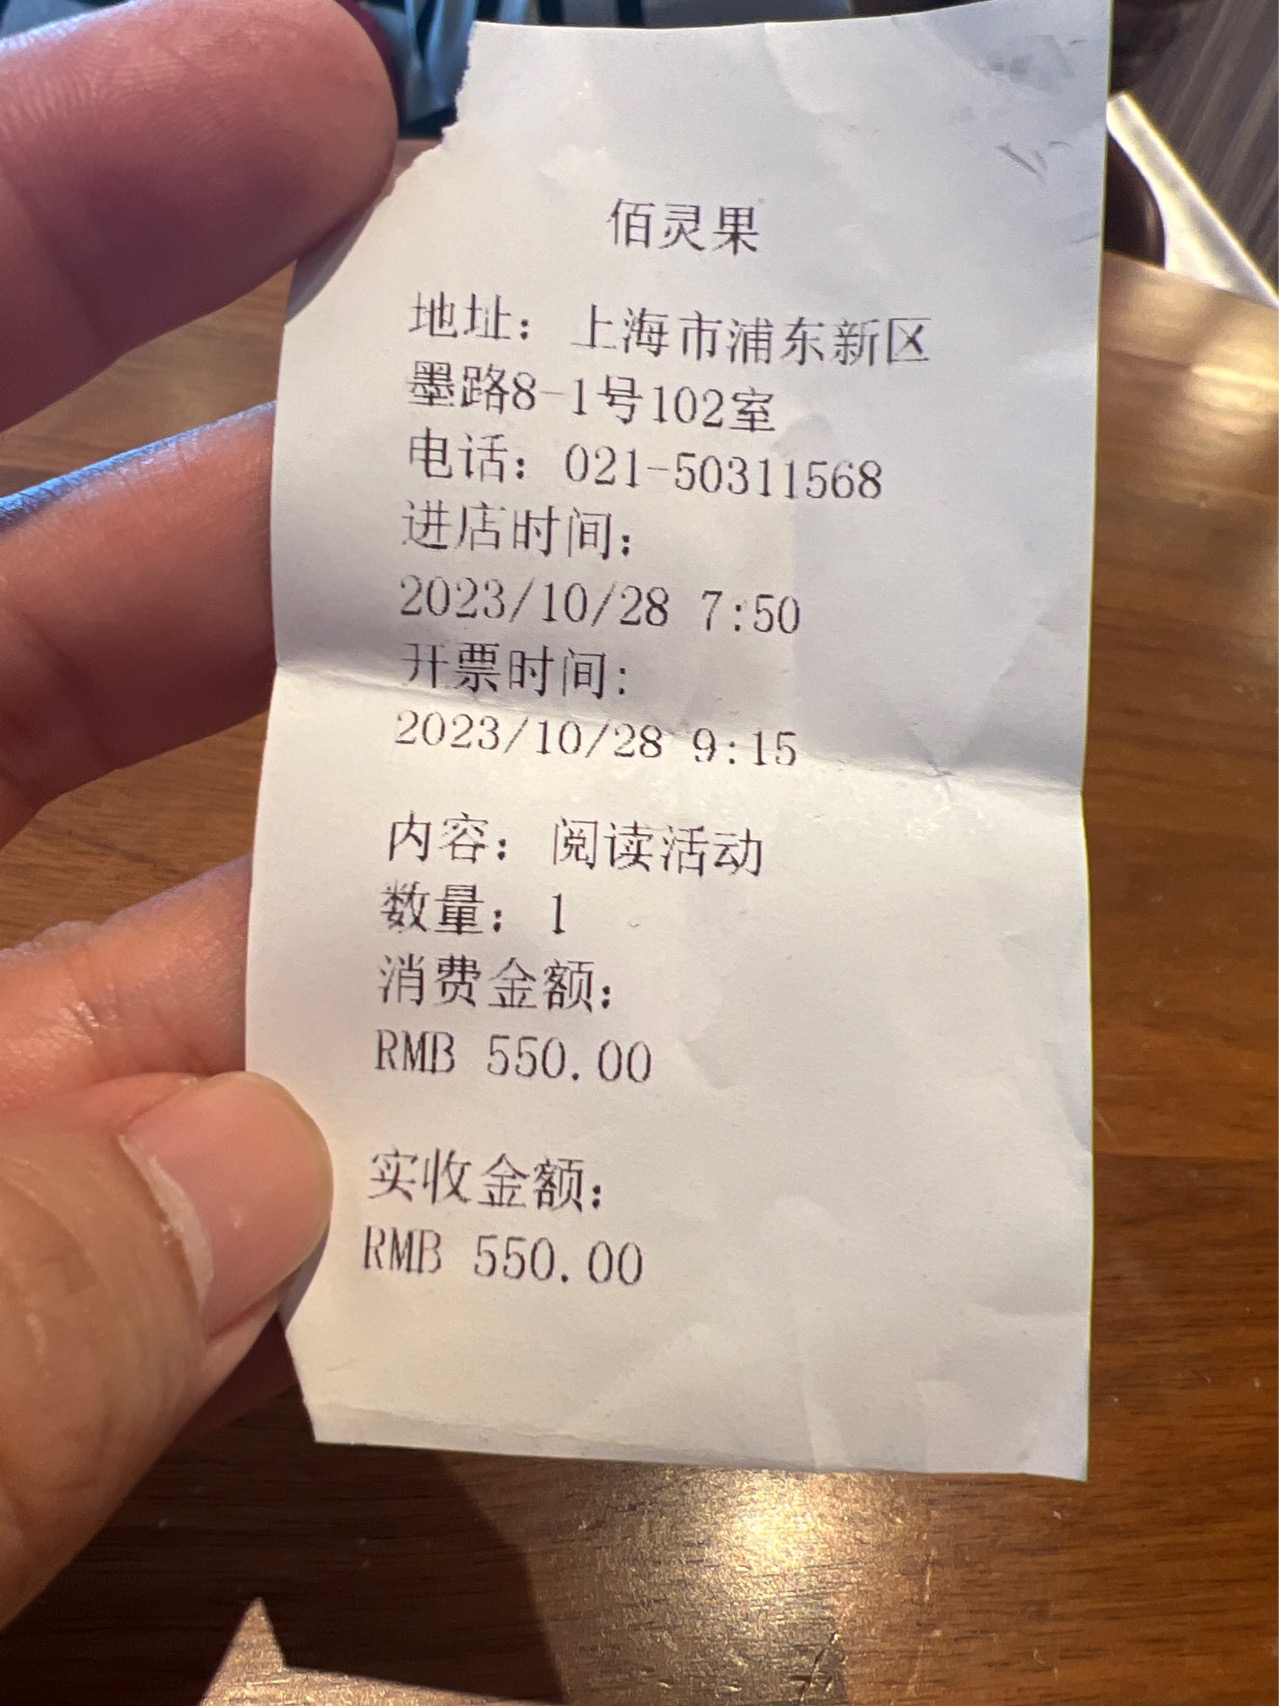 佰灵果
地址：上海市浦东新区
墨路8-1号102室
电话：021-50311568
进店时间：
2023/10/28 7:50
开票时间：
2023/10/28 9:15
内容：阅读活动
数量：1
消费金额：
RMB 550.00
实收金额：
RMB 550.00